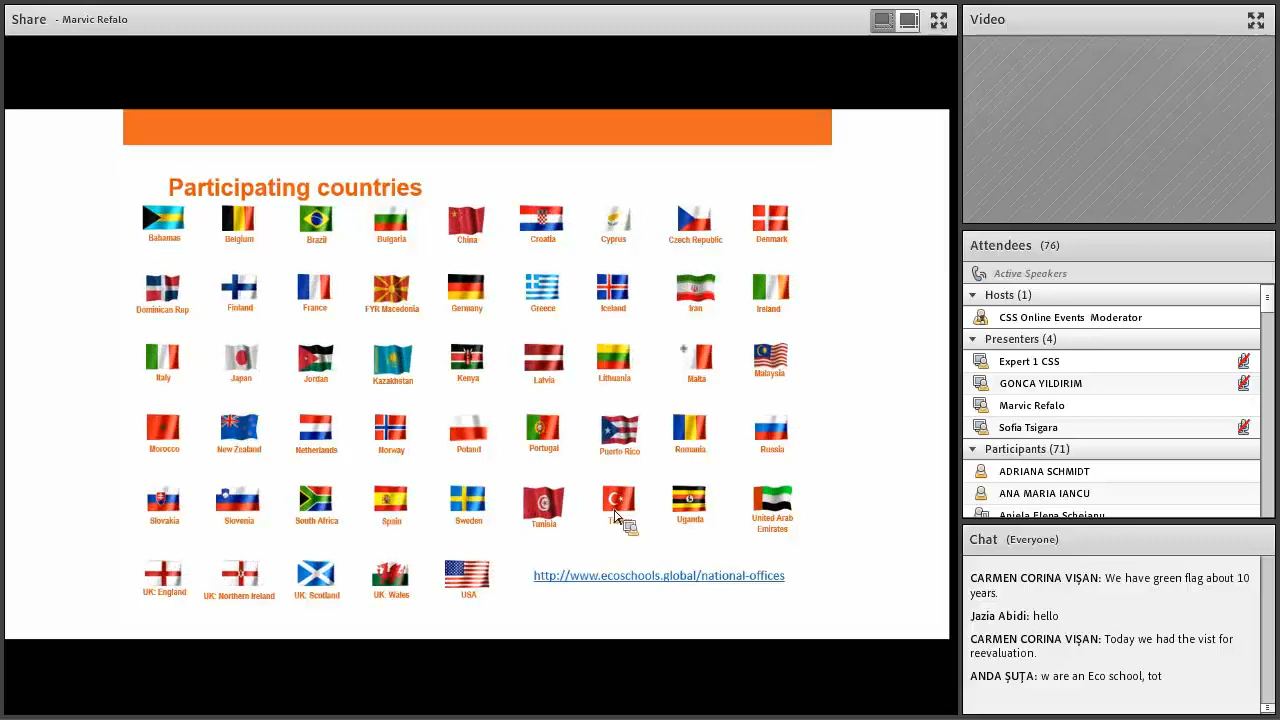 Share - Marvic Refalo
Participating countries
Bahamas Belgium Brazil Bulgaria China Croatia Cyprus Czech Republic Denmark
Dominican Rep Finland France FYR Macedonia Germany Greece Iceland Iran Ireland
Italy Japan Jordan Kazakhstan Kenya Latvia Lithuania Malta Malaysia
Morocco New Zealand Netherlands Norway Poland Portugal Puerto Rico Romania Russia
Slovakia Slovenia South Africa Spain Sweden Tunisia Uganda United Arab
Emirates
UK: England UK: Northern Ireland UK: Scotland UK: Wales USA
http://www.ecoschools.global/national-offices
Video
Attendees (76)
Active Speakers
Hosts (1)
CSS Online Events Moderator
Presenters (4)
Expert 1 CSS
GONCA YILDIRIM
Marvic Refalo
Sofia Tsigara
Participants (71)
ADRIANA SCHMIDT
ANA MARIA IANCU
Chat (Everyone)
CARMEN CORINA VIŞAN: We have green flag about 10
years.
Jazia Abidi: hello
CARMEN CORINA VIŞAN: Today we had the vist for
reevaluation.
ANDA ŞUŢA: w are an Eco school, tot